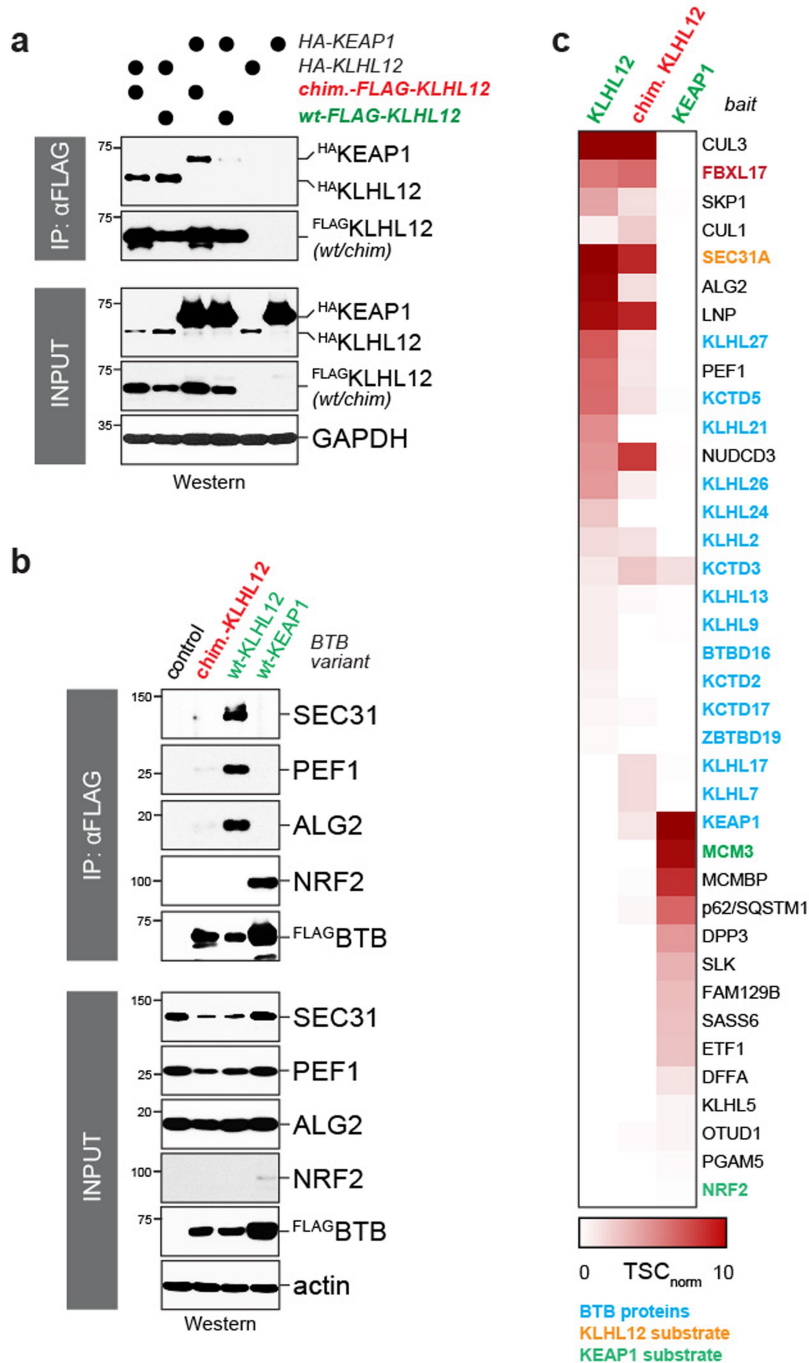 a
HA-KEAP1
HA-KLHL12
chim.-FLAG-KLHL12
wt-FLAG-KLHL12
IP: αFLAG
75
HAKEAP1
HAKLHL12
75
FLAGKLHL12
(wt/chim)
INPUT
75
HAKEAP1
HAKLHL12
75
FLAGKLHL12
(wt/chim)
35
GAPDH
Western
b
control
chim.-KLHL12
wt-KLHL12
wt-KEAP1
BTB
variant
IP: αFLAG
150
SEC31
25
PEF1
20
ALG2
100
NRF2
75
FLAGBTB
INPUT
150
SEC31
25
PEF1
20
ALG2
100
NRF2
75
FLAGBTB
actin
Western
c
KLHL12
chim. KLHL12
KEAP1
bait
CUL3
FBXL17
SKP1
CUL1
SEC31A
ALG2
LNP
KLHL27
PEF1
KCTD5
KLHL21
NUDCD3
KLHL26
KLHL24
KLHL2
KCTD3
KLHL13
KLHL9
BTBD16
KCTD2
KCTD17
ZBTBD19
KLHL17
KLHL7
KEAP1
MCM3
MCMBP
p62/SQSTM1
DPP3
SLK
FAM129B
SASS6
ETF1
DFFA
KLHL5
OTUD1
PGAM5
NRF2
0 TSCnorm 10
BTB proteins
KLHL12 substrate
KEAP1 substrate